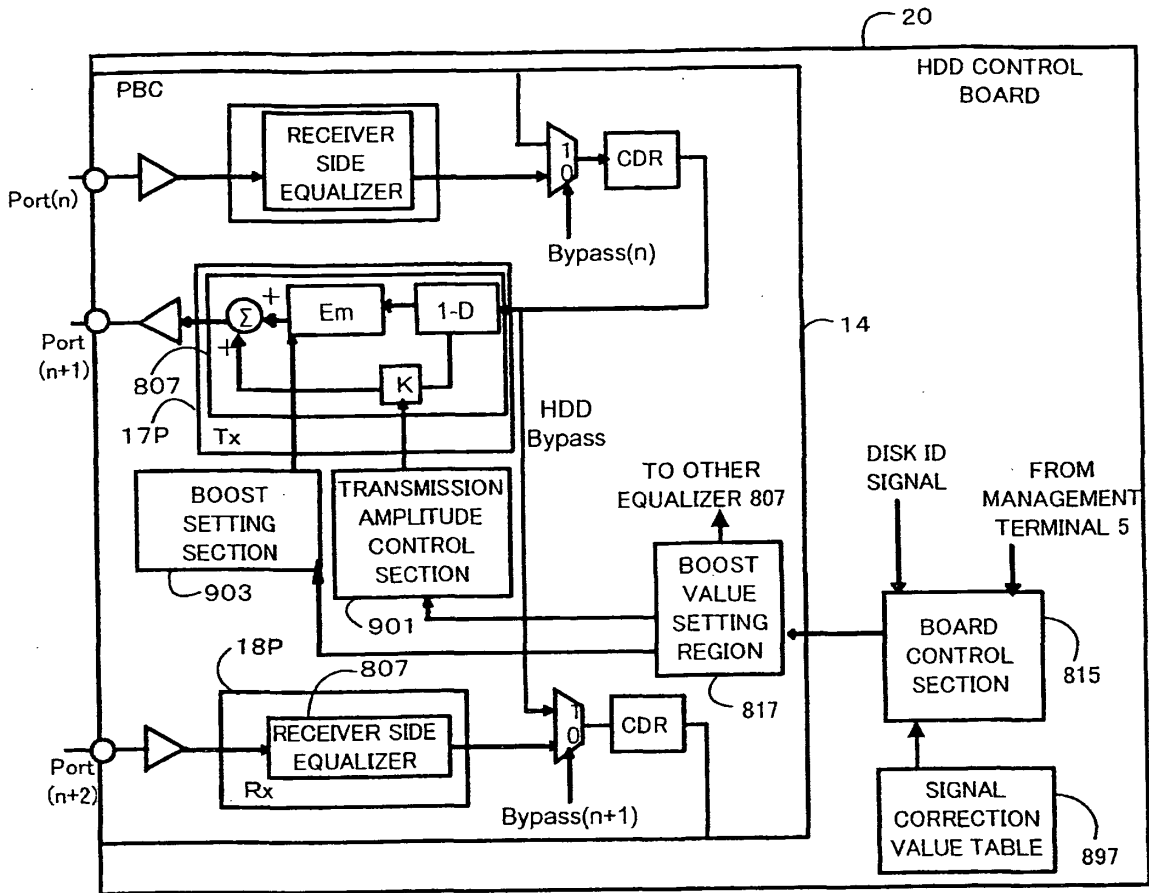 20
HDD CONTROL
BOARD
PBC
RECEIVER
SIDE
EQUALIZER
1
0
CDR
Port(n)
Bypass(n)
Σ
+
+
Em
1-D
K
Port
(n+1)
807
17P
Tx
HDD
Bypass
14
BOOST
SETTING
SECTION
903
TRANSMISSION
AMPLITUDE
CONTROL
SECTION
901
TO OTHER
EQUALIZER 807
BOOST
VALUE
SETTING
REGION
817
DISK ID
SIGNAL
FROM
MANAGEMENT
TERMINAL 5
BOARD
CONTROL
SECTION
815
18P
807
RECEIVER SIDE
EQUALIZER
Rx
1
0
CDR
Port
(n+2)
Bypass(n+1)
SIGNAL
CORRECTION
VALUE TABLE
897